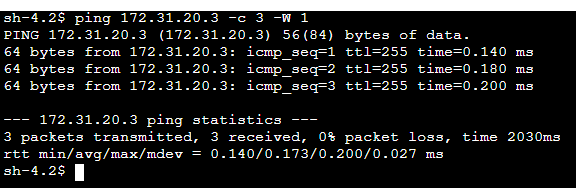 sh-4.2$ ping 172.31.20.3 -c 3 -W 1
PING 172.31.20.3 (172.31.20.3) 56(84) bytes of data.
64 bytes from 172.31.20.3: icmp_seq=1 ttl=255 time=0.140 ms
64 bytes from 172.31.20.3: icmp_seq=2 ttl=255 time=0.180 ms
64 bytes from 172.31.20.3: icmp_seq=3 ttl=255 time=0.200 ms

--- 172.31.20.3 ping statistics ---
3 packets transmitted, 3 received, 0% packet loss, time 2030ms
rtt min/avg/max/mdev = 0.140/0.173/0.200/0.027 ms
sh-4.2$